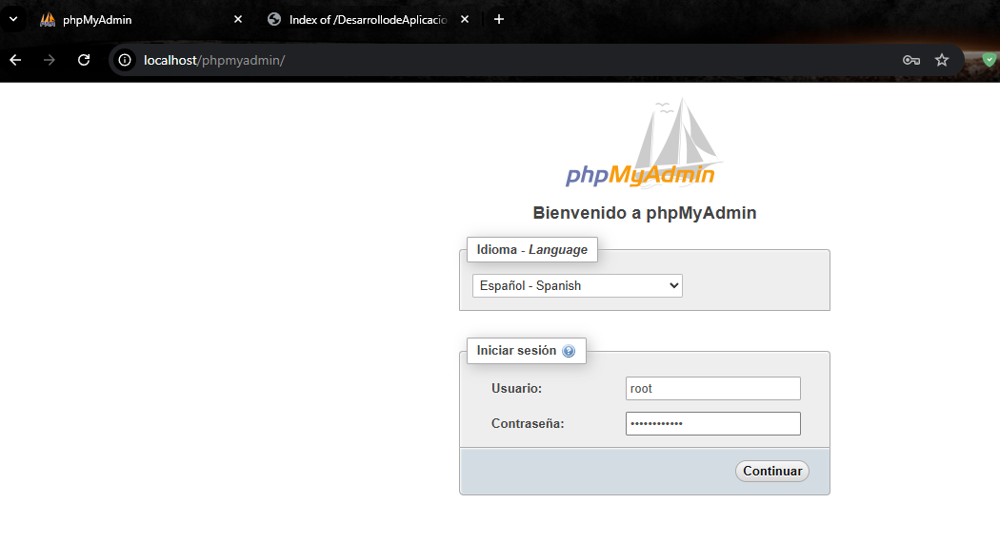 phpMyAdmin
Index of /DesarrollodeAplicacio
localhost/phpmyadmin/
phpMyAdmin
Bienvenido a phpMyAdmin
Idioma - Language
Español - Spanish
Iniciar sesión
Usuario:
root
Contraseña:
••••••••••••
Continuar